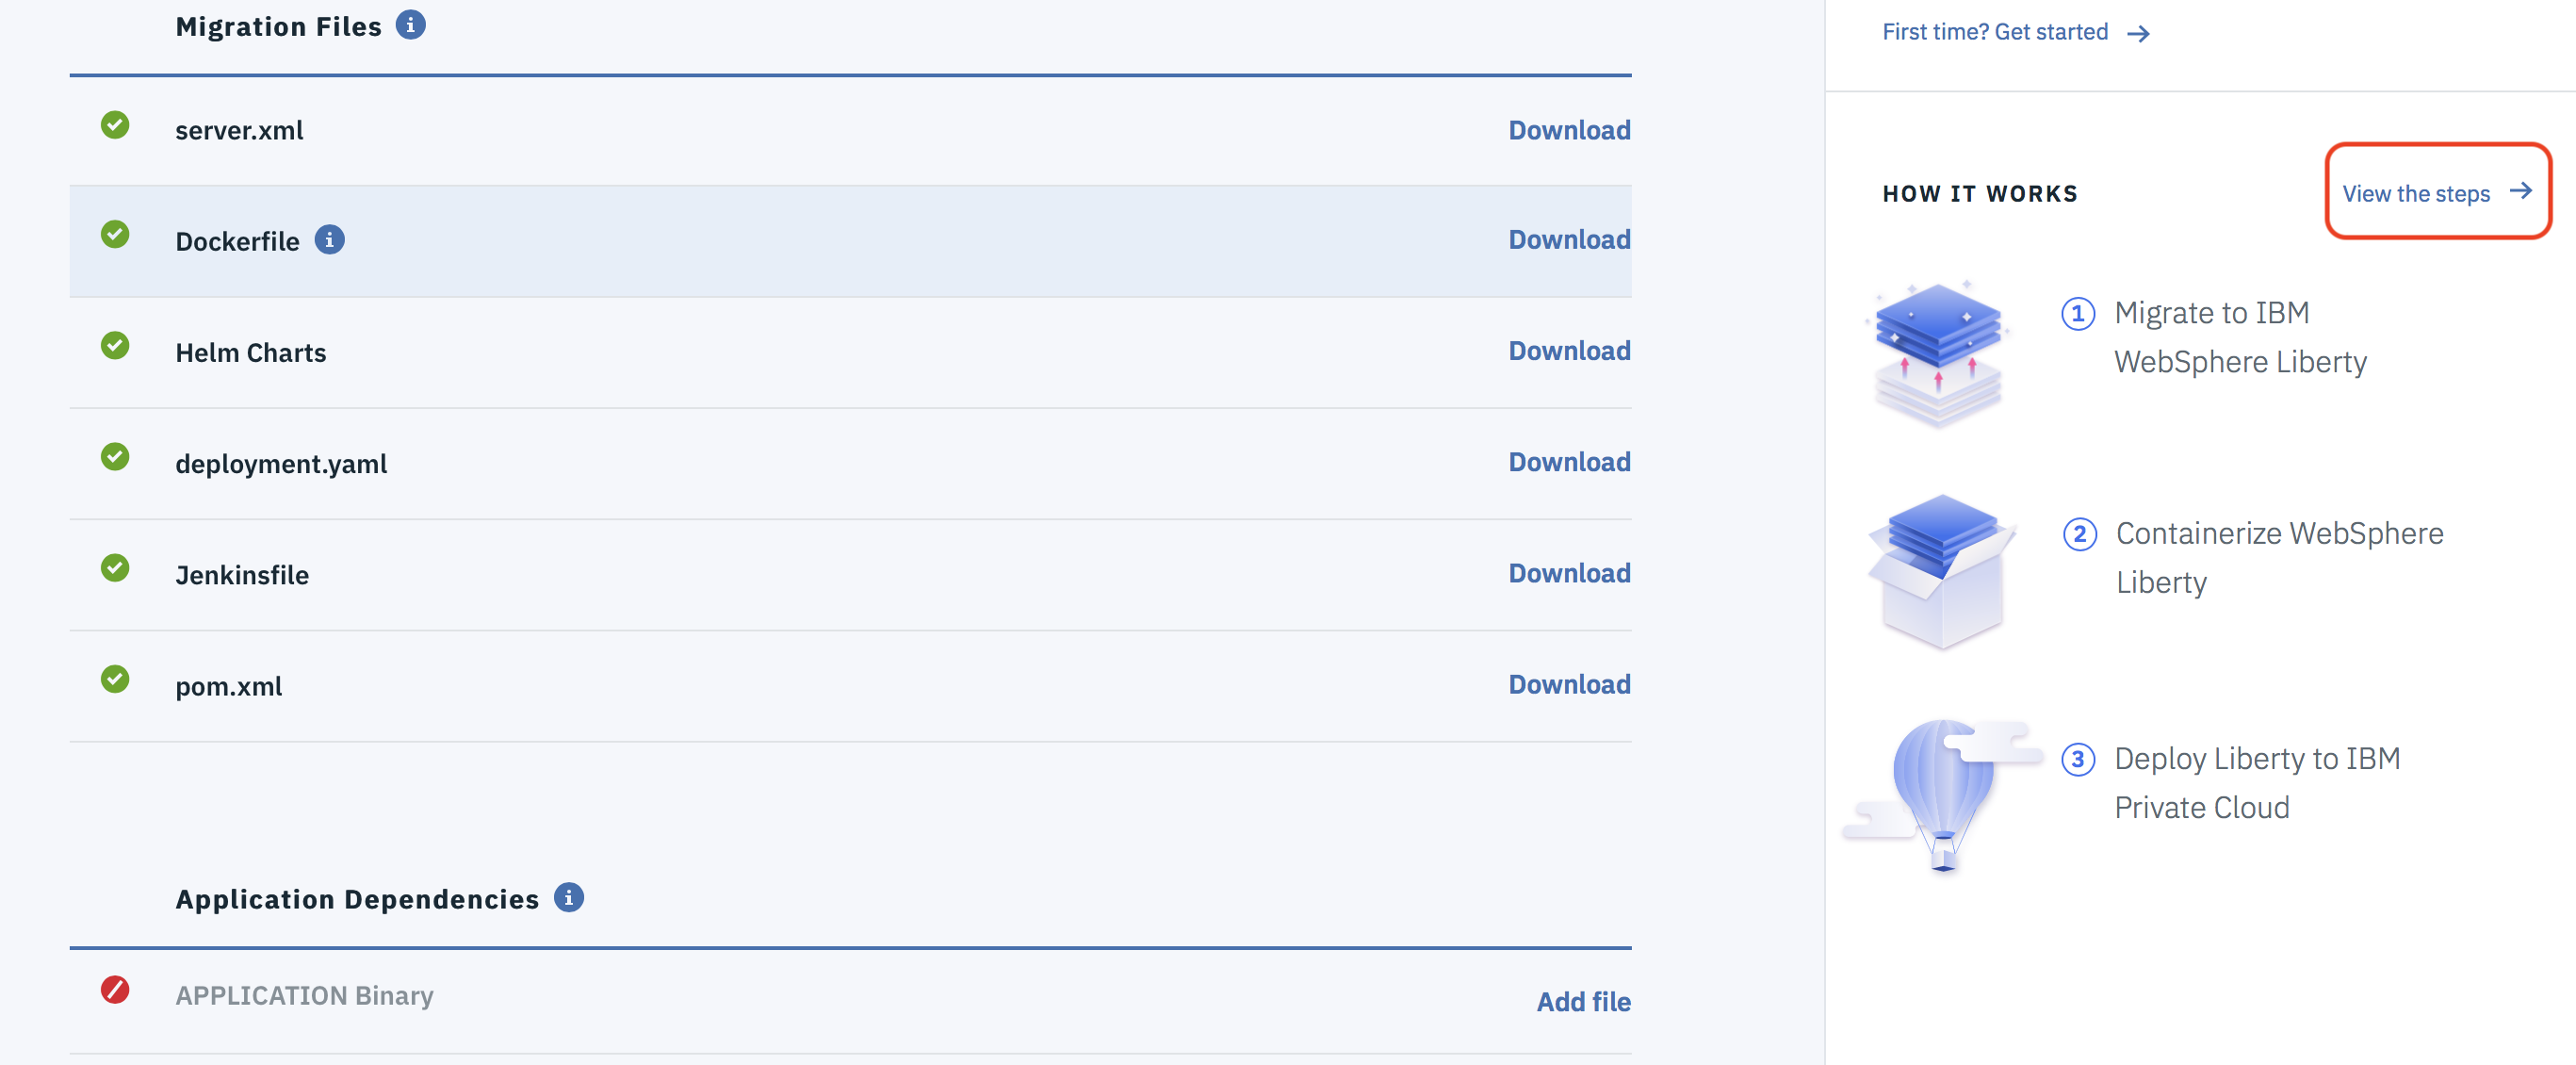 Migration Files i
server.xml Download
Dockerfile i Download
Helm Charts Download
deployment.yaml Download
Jenkinsfile Download
pom.xml Download
Application Dependencies i
APPLICATION Binary Add file
First time? Get started →
HOW IT WORKS View the steps →
1 Migrate to IBM
WebSphere Liberty
2 Containerize WebSphere
Liberty
3 Deploy Liberty to IBM
Private Cloud